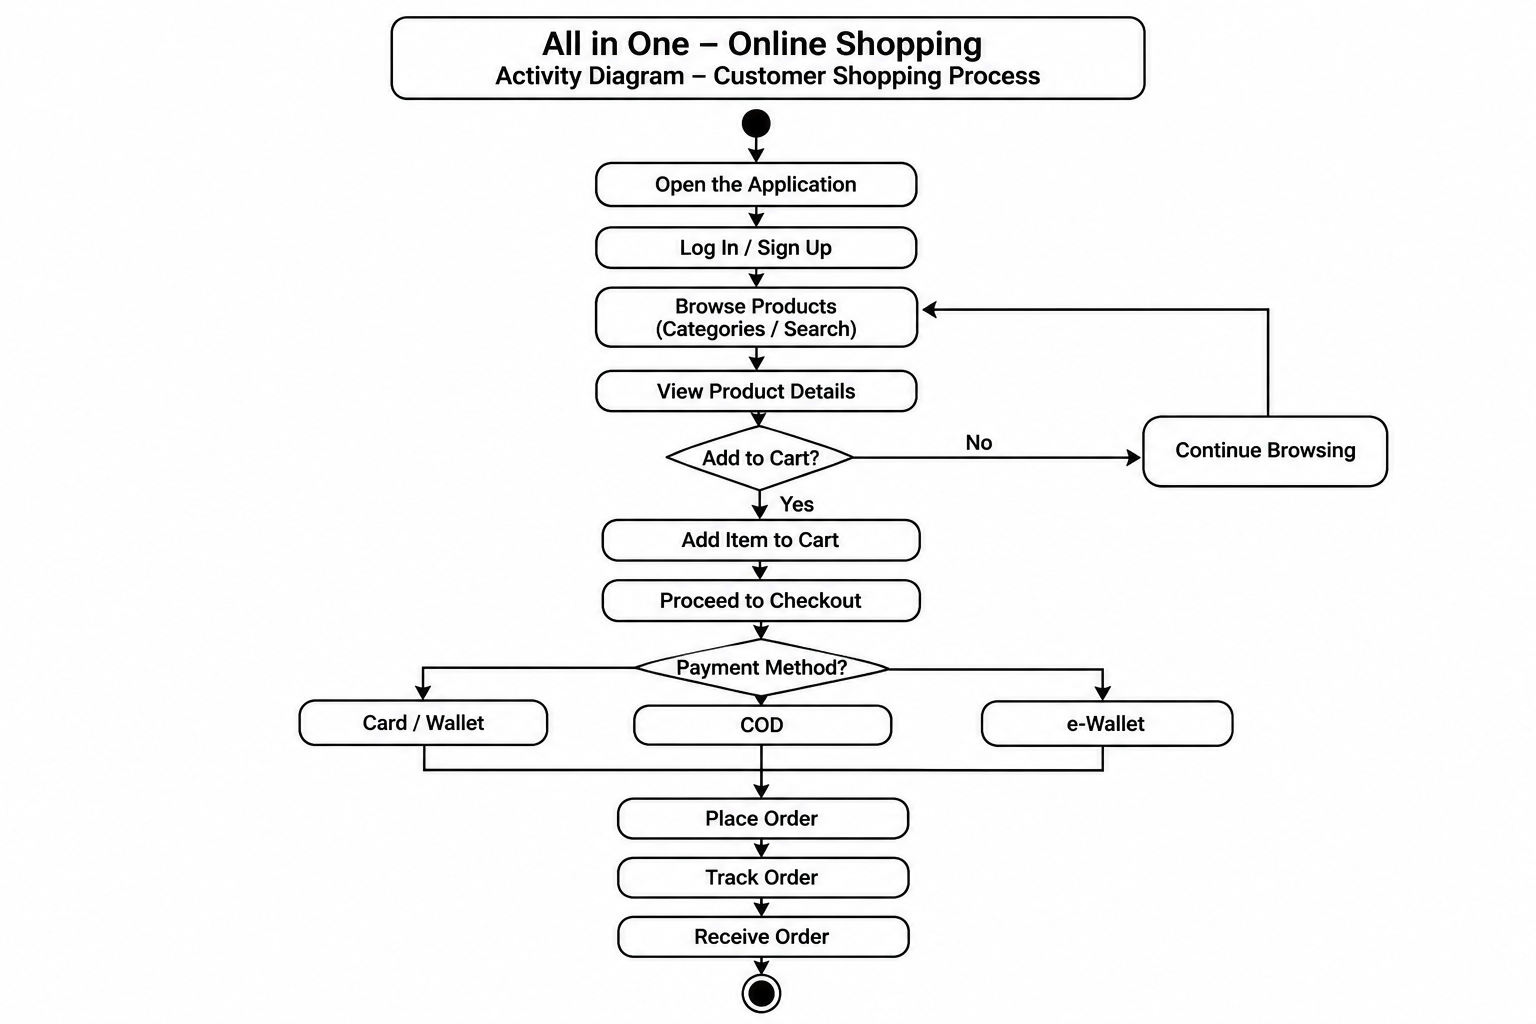 All in One – Online Shopping
Activity Diagram – Customer Shopping Process
Open the Application
Log In / Sign Up
Browse Products
(Categories / Search)
View Product Details
Add to Cart?
No
Continue Browsing
Yes
Add Item to Cart
Proceed to Checkout
Payment Method?
Card / Wallet
COD
e-Wallet
Place Order
Track Order
Receive Order